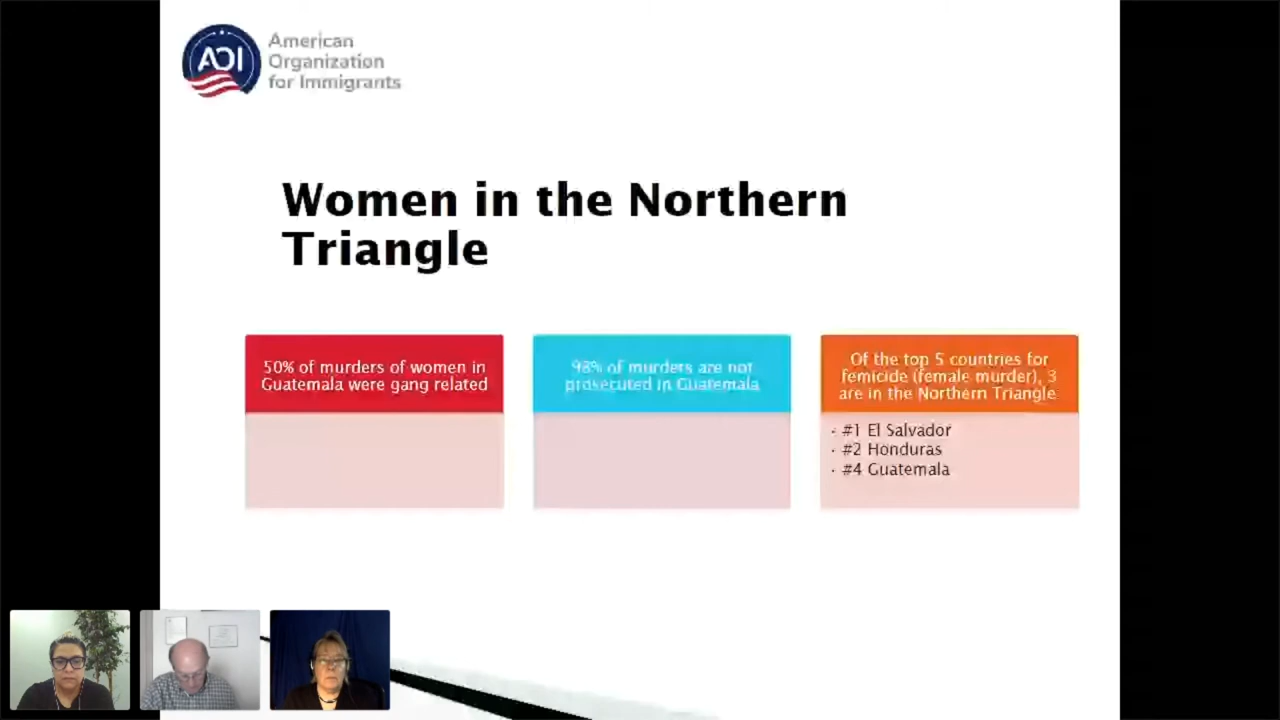 AOI
American
Organization
for Immigrants
Women in the Northern
Triangle
50% of murders of women in
Guatemala were gang related
98% of murders are not
prosecuted in Guatemala
Of the top 5 countries for
femicide (female murder), 3
are in the Northern Triangle
· #1 El Salvador
· #2 Honduras
· #4 Guatemala